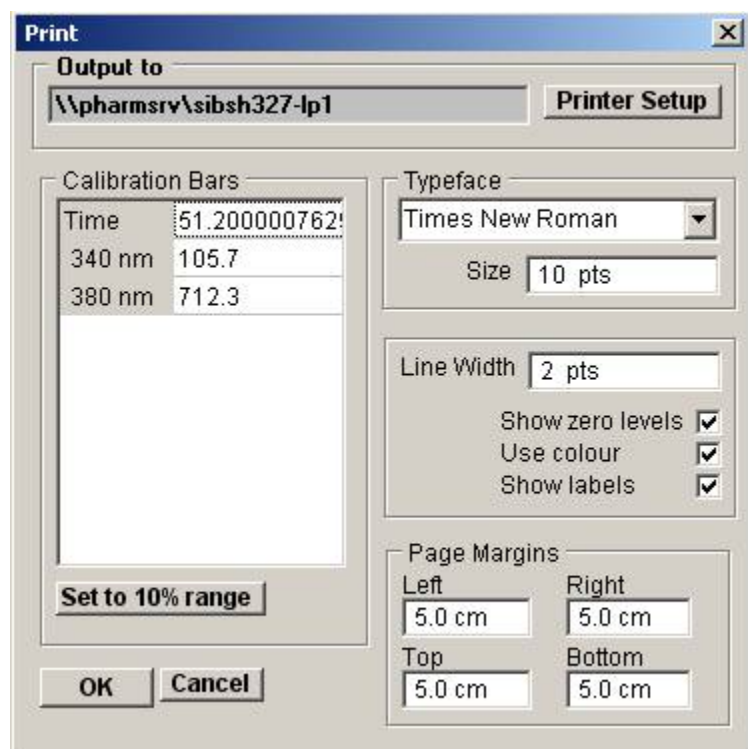 Print
Output to
\\pharmsrv\sibsh327-lp1
Printer Setup
Calibration Bars
Time 51.2000007629
340 nm 105.7
380 nm 712.3
Set to 10% range
OK
Cancel
Typeface
Times New Roman
Size 10 pts
Line Width 2 pts
Show zero levels
Use colour
Show labels
Page Margins
Left Right
5.0 cm 5.0 cm
Top Bottom
5.0 cm 5.0 cm